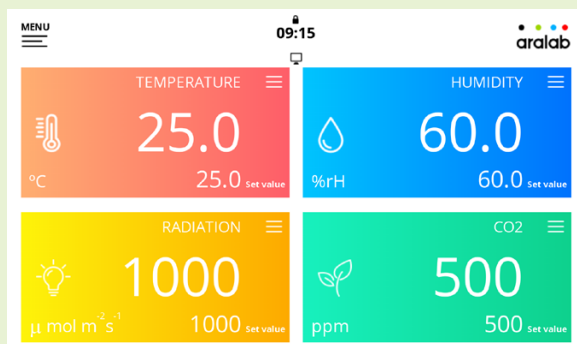 MENU
09:15
aralab
TEMPERATURE
25.0
ºC
25.0 Set value
HUMIDITY
60.0
%rH
60.0 Set value
RADIATION
1000
μ mol m⁻² s⁻¹
1000 Set value
CO2
500
ppm
500 Set value